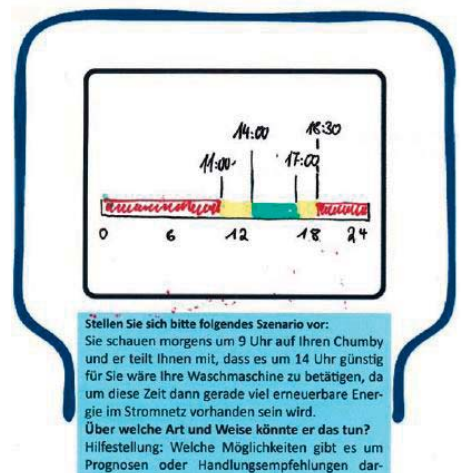 14:00 18:30
11:00 17:00
0 6 12 18 24
Stellen Sie sich bitte folgendes Szenario vor:
Sie schauen morgens um 9 Uhr auf Ihren Chumby
und er teilt Ihnen mit, dass es um 14 Uhr günstig
für Sie wäre Ihre Waschmaschine zu betätigen, da
um diese Zeit dann gerade viel erneuerbare Ener-
gie im Stromnetz vorhanden sein wird.
Über welche Art und Weise könnte er das tun?
Hilfestellung: Welche Möglichkeiten gibt es um
Prognosen oder Handlungsempfehlungen dar-